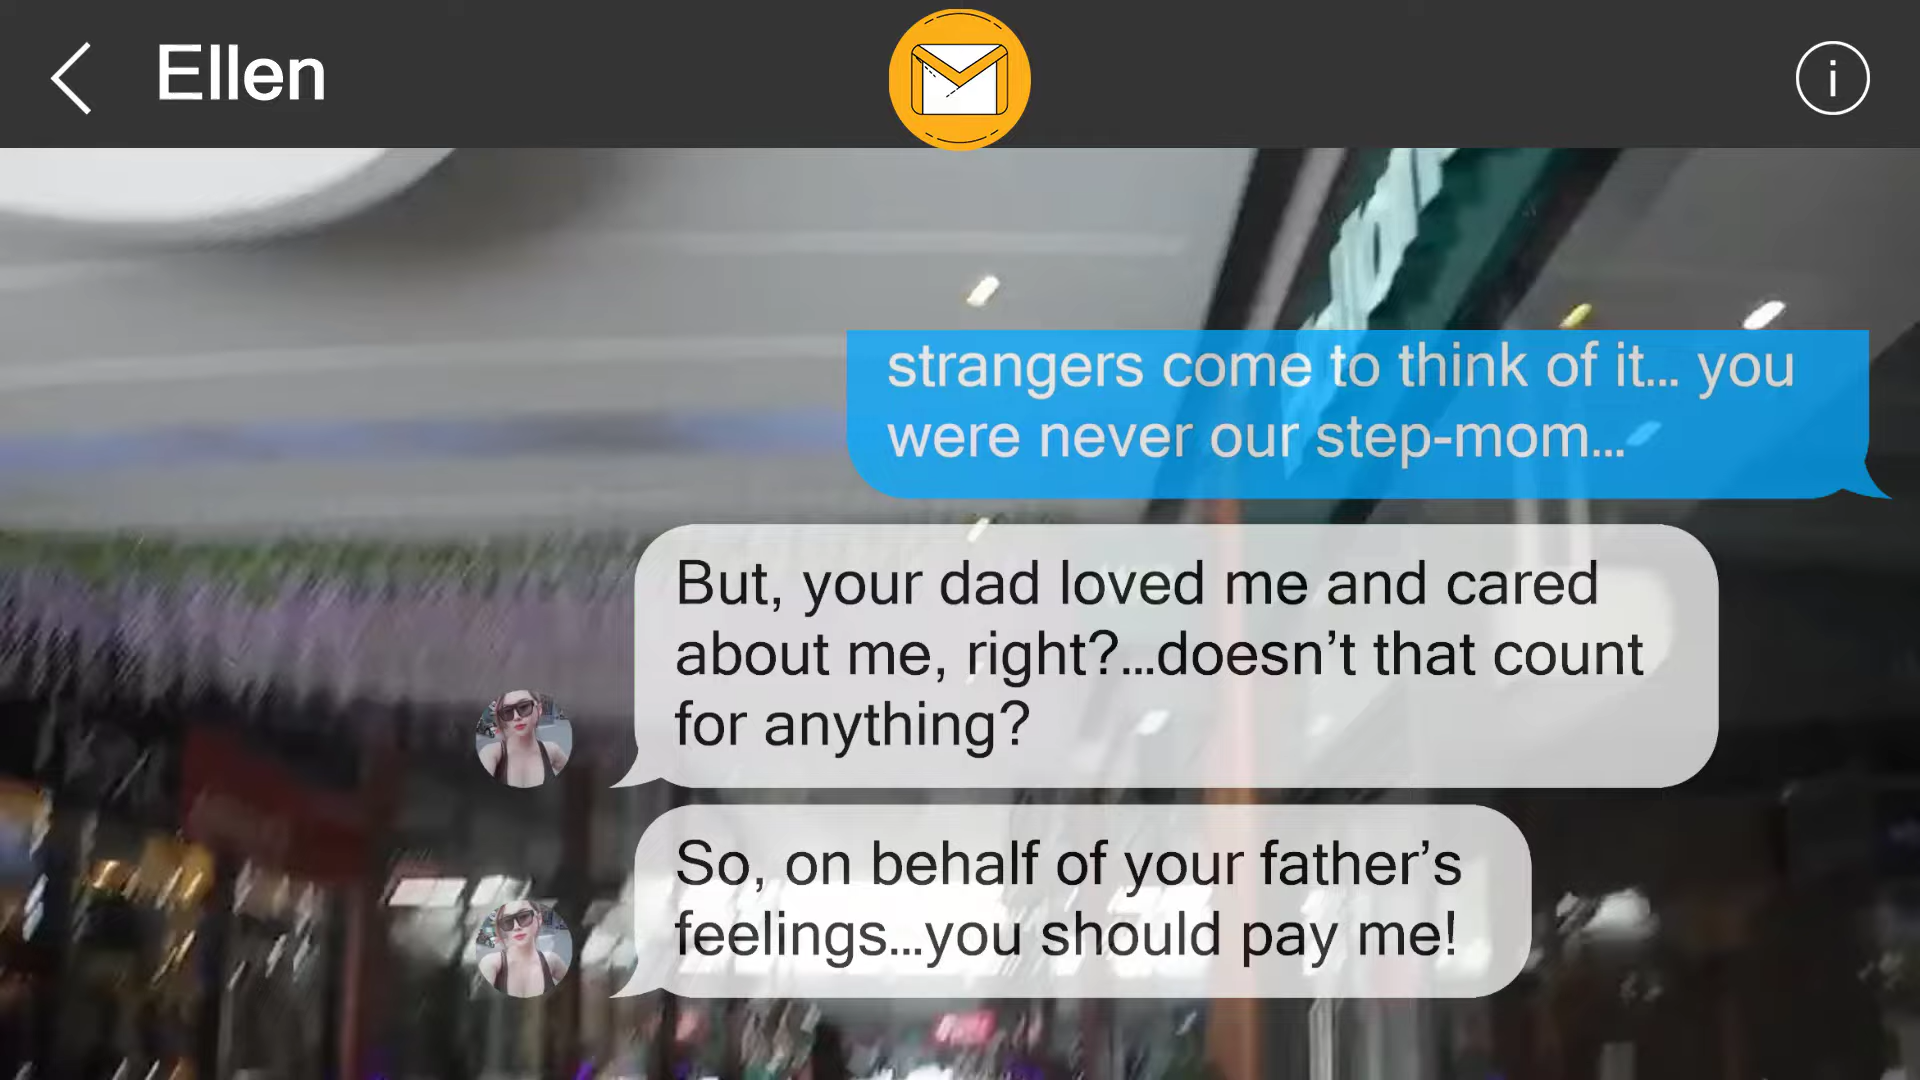 Ellen
strangers come to think of it... you
were never our step-mom...
But, your dad loved me and cared
about me, right?...doesn’t that count
for anything?
So, on behalf of your father’s
feelings...you should pay me!